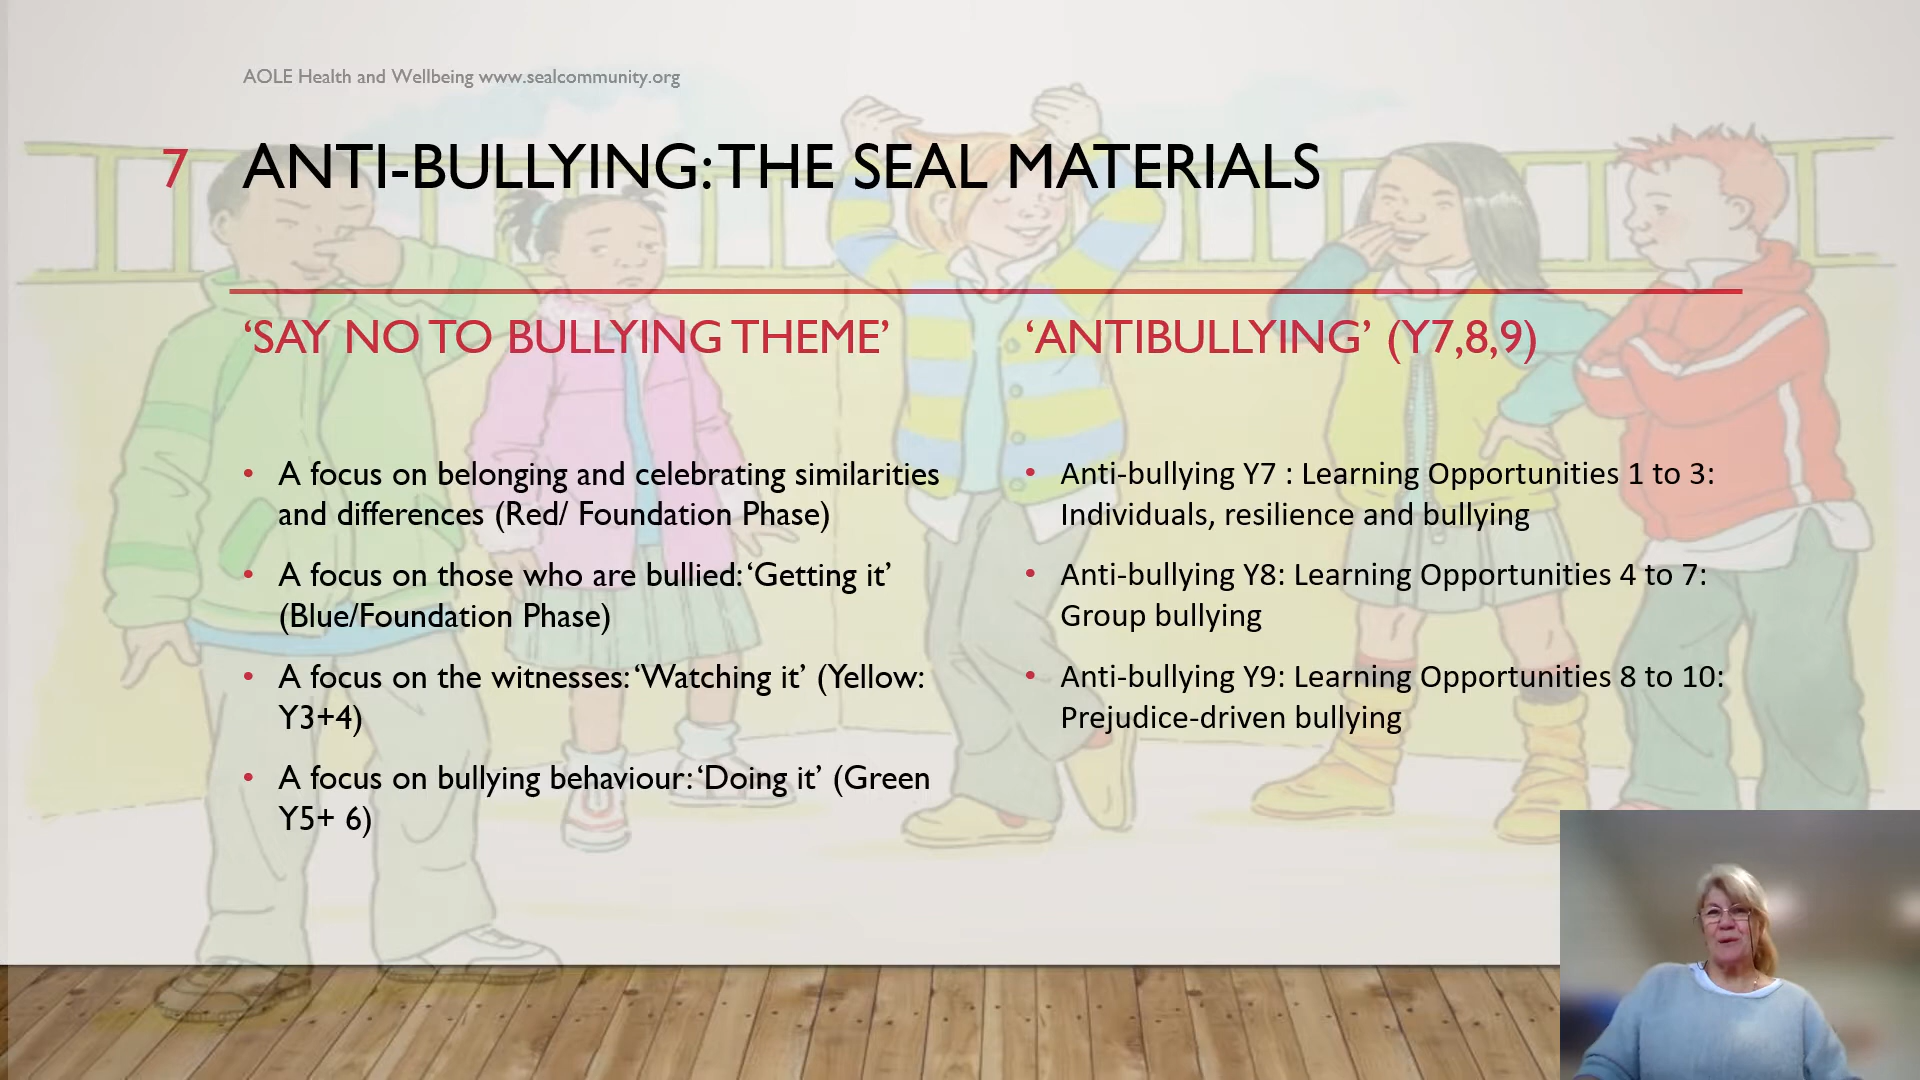 AOLE Health and Wellbeing www.sealcommunity.org
7
ANTI-BULLYING: THE SEAL MATERIALS
‘SAY NO TO BULLYING THEME’
• A focus on belonging and celebrating similarities
and differences (Red/ Foundation Phase)
• A focus on those who are bullied: ‘Getting it’
(Blue/Foundation Phase)
• A focus on the witnesses: ‘Watching it’ (Yellow:
Y3+4)
• A focus on bullying behaviour: ‘Doing it’ (Green
Y5+ 6)
‘ANTIBULLYING’ (Y7,8,9)
• Anti-bullying Y7 : Learning Opportunities 1 to 3:
Individuals, resilience and bullying
• Anti-bullying Y8: Learning Opportunities 4 to 7:
Group bullying
• Anti-bullying Y9: Learning Opportunities 8 to 10:
Prejudice-driven bullying